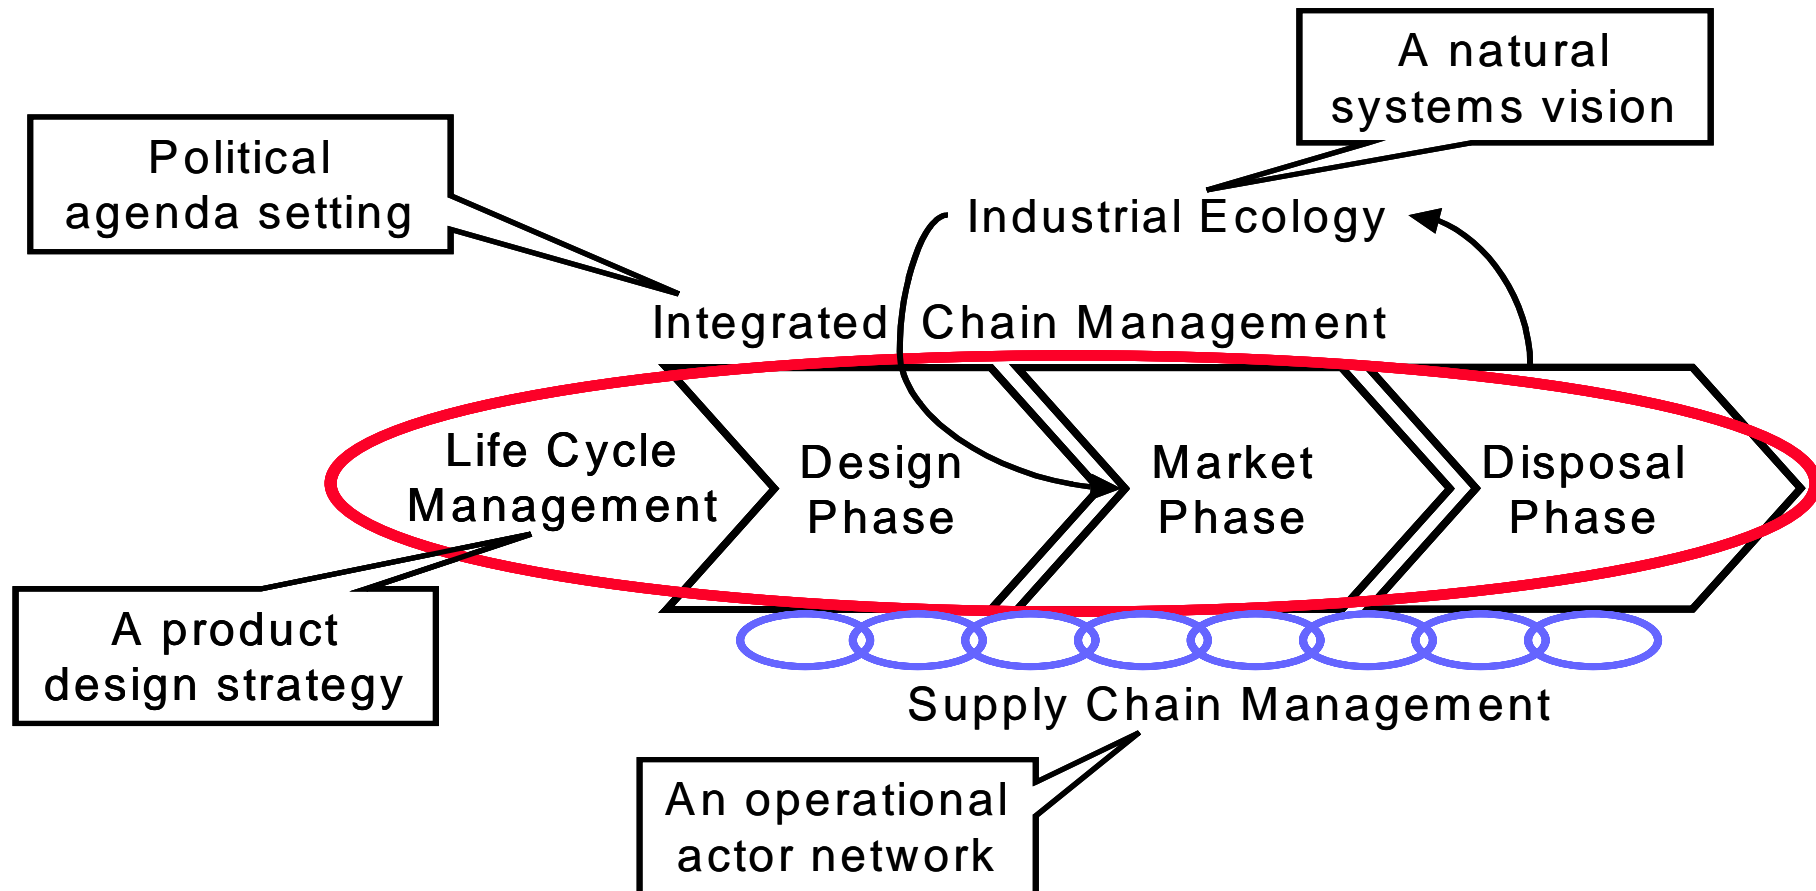 A natural
systems vision
Political
agenda setting
Industrial Ecology
Integrated Chain Management
Life Cycle
Management
Design
Phase
Market
Phase
Disposal
Phase
A product
design strategy
Supply Chain Management
An operational
actor network